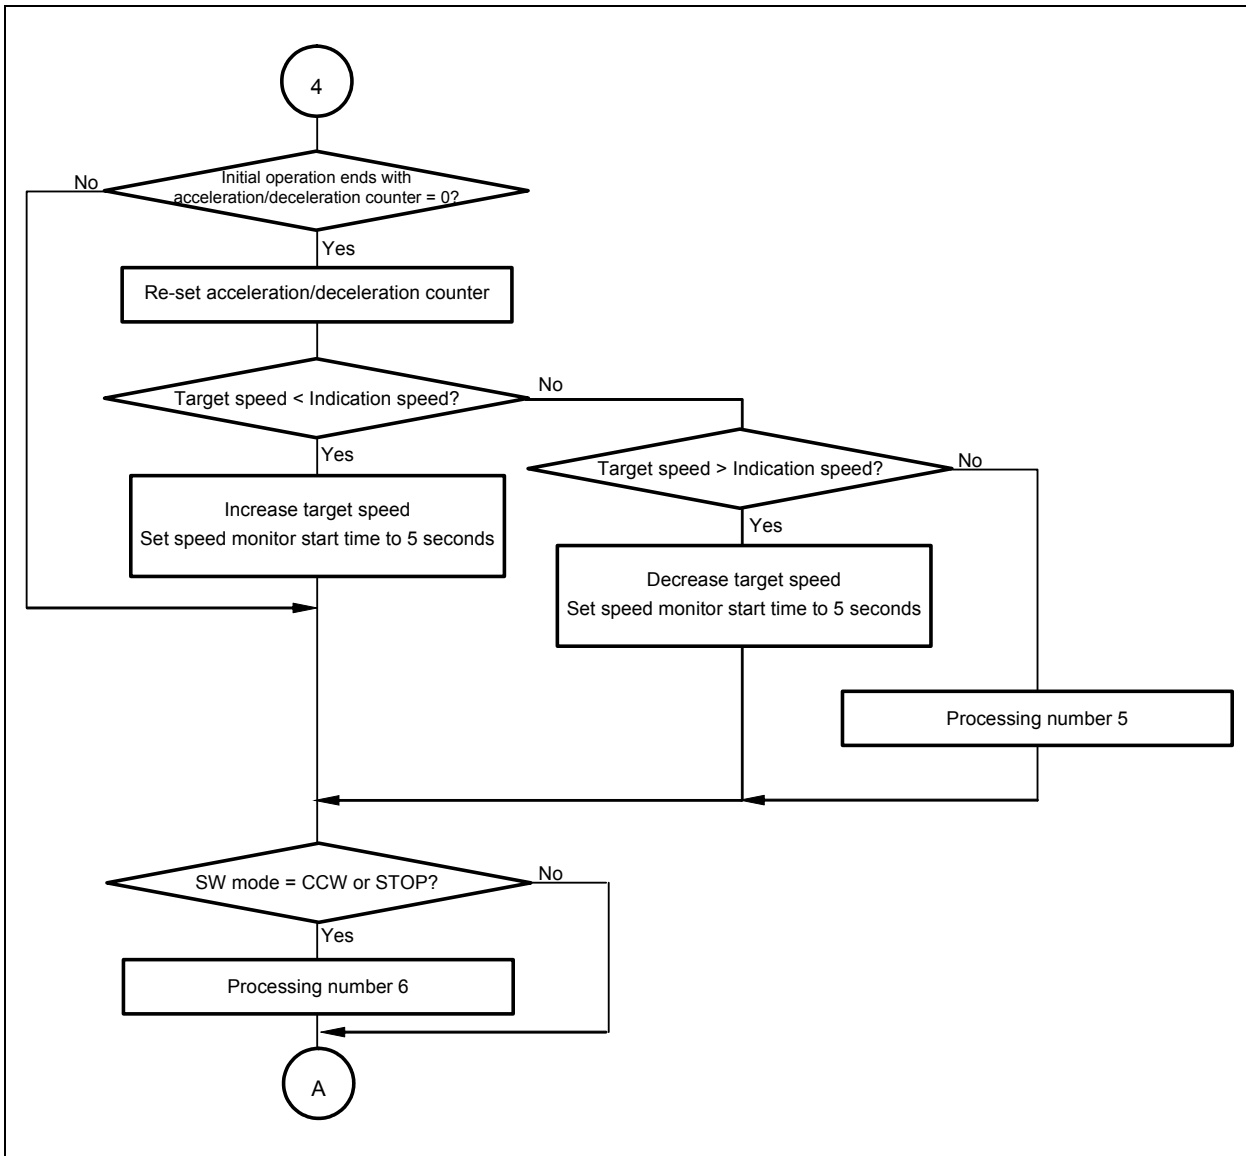 4
Initial operation ends with
acceleration/deceleration counter = 0?
No
Yes
Re-set acceleration/deceleration counter
Target speed < Indication speed?
No
Yes
Target speed > Indication speed?
No
Increase target speed
Set speed monitor start time to 5 seconds
Yes
Decrease target speed
Set speed monitor start time to 5 seconds
Processing number 5
SW mode = CCW or STOP?
No
Yes
Processing number 6
A